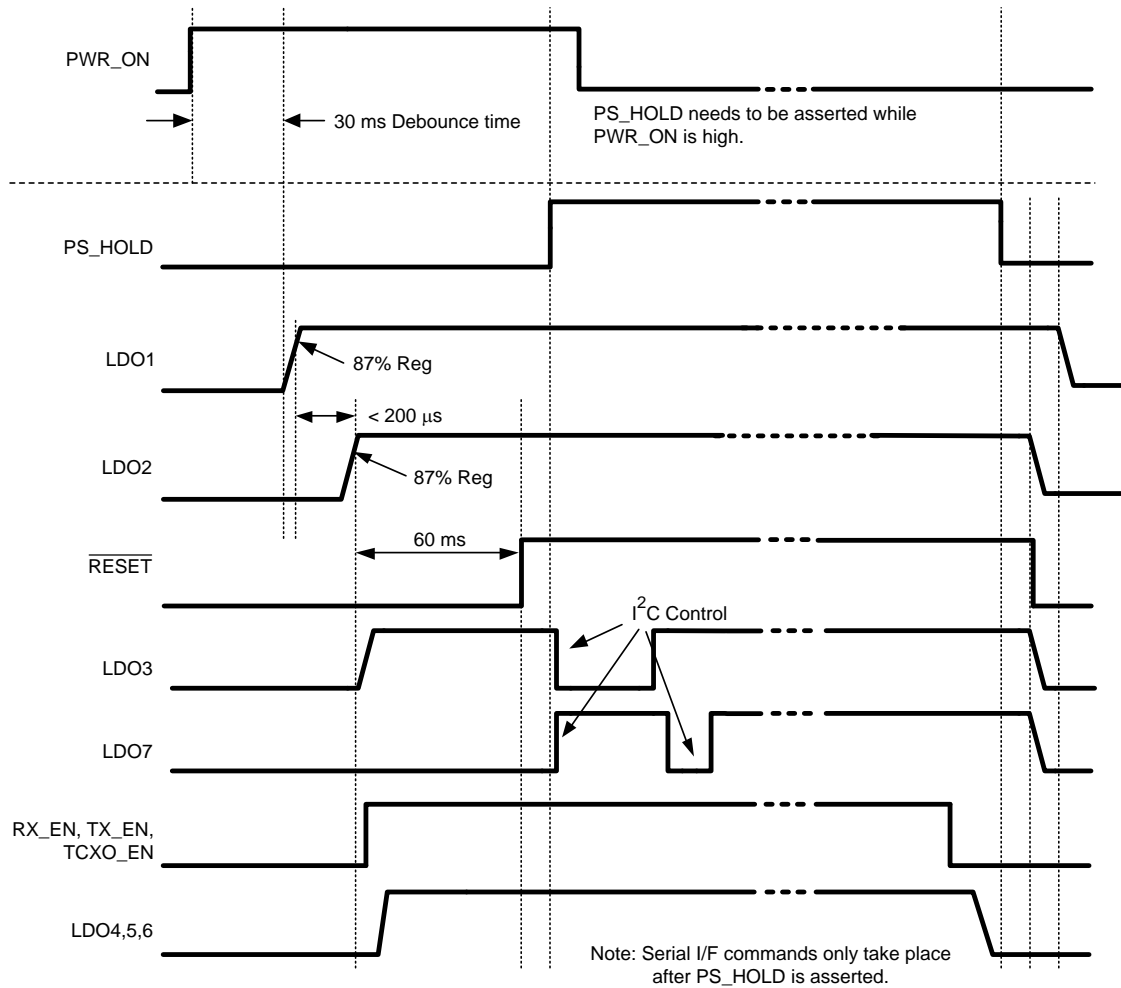 PWR_ON
30 ms Debounce time
PS_HOLD needs to be asserted while
PWR_ON is high.
PS_HOLD
LDO1
87% Reg
< 200 µs
LDO2
87% Reg
60 ms
RESET
I2C Control
LDO3
LDO7
RX_EN, TX_EN,
TCXO_EN
LDO4,5,6
Note: Serial I/F commands only take place
after PS_HOLD is asserted.